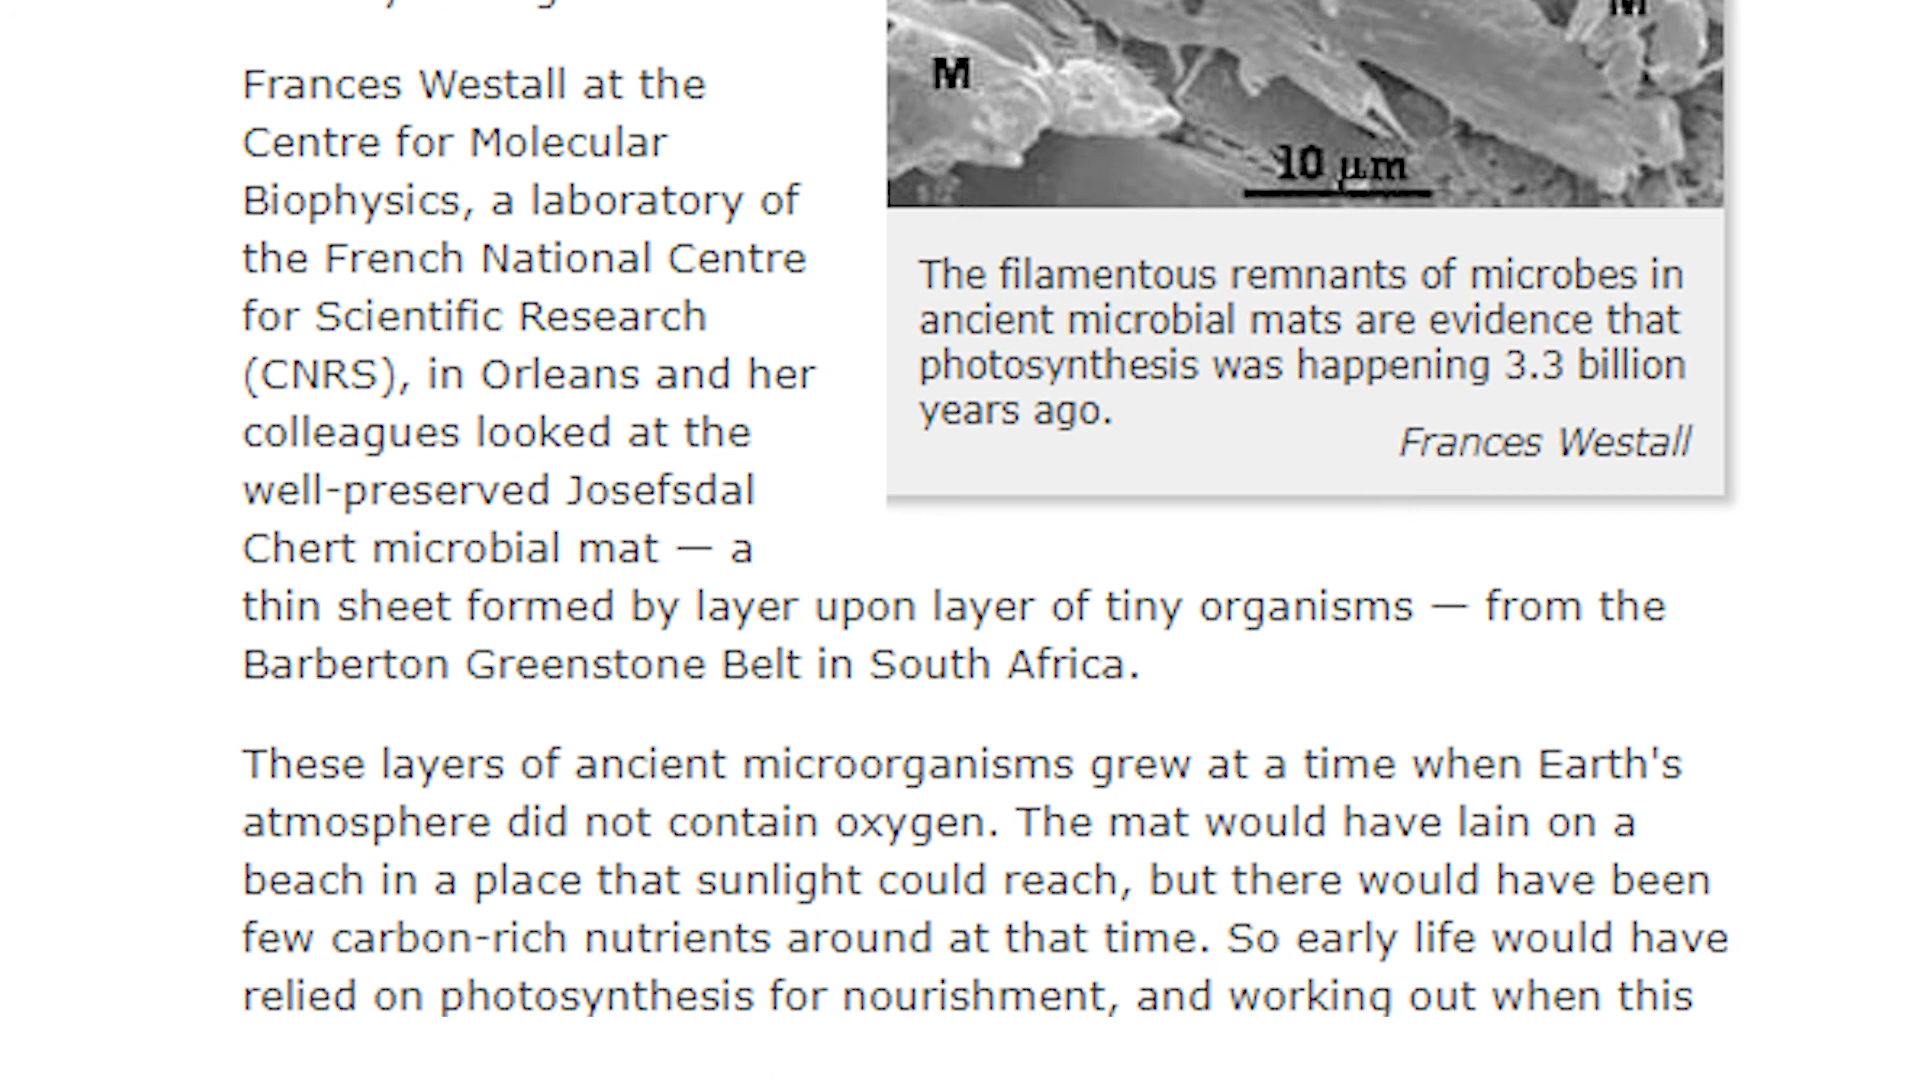 Frances Westall at the
Centre for Molecular
Biophysics, a laboratory of
the French National Centre
for Scientific Research
(CNRS), in Orleans and her
colleagues looked at the
well-preserved Josefsdal
Chert microbial mat — a
thin sheet formed by layer upon layer of tiny organisms — from the
Barberton Greenstone Belt in South Africa.
M
M
10 μm
The filamentous remnants of microbes in
ancient microbial mats are evidence that
photosynthesis was happening 3.3 billion
years ago.
Frances Westall
These layers of ancient microorganisms grew at a time when Earth's
atmosphere did not contain oxygen. The mat would have lain on a
beach in a place that sunlight could reach, but there would have been
few carbon-rich nutrients around at that time. So early life would have
relied on photosynthesis for nourishment, and working out when this